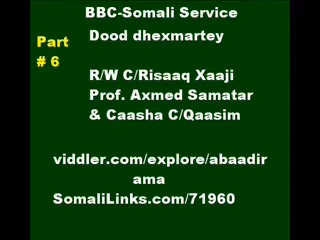 BBC-Somali Service
Part
# 6
Dood dhexmartey
R/W C/Risaaq Xaaji
Prof. Axmed Samatar
& Caasha C/Qaasim
viddler.com/explore/abaadir
ama
SomaliLinks.com/71960